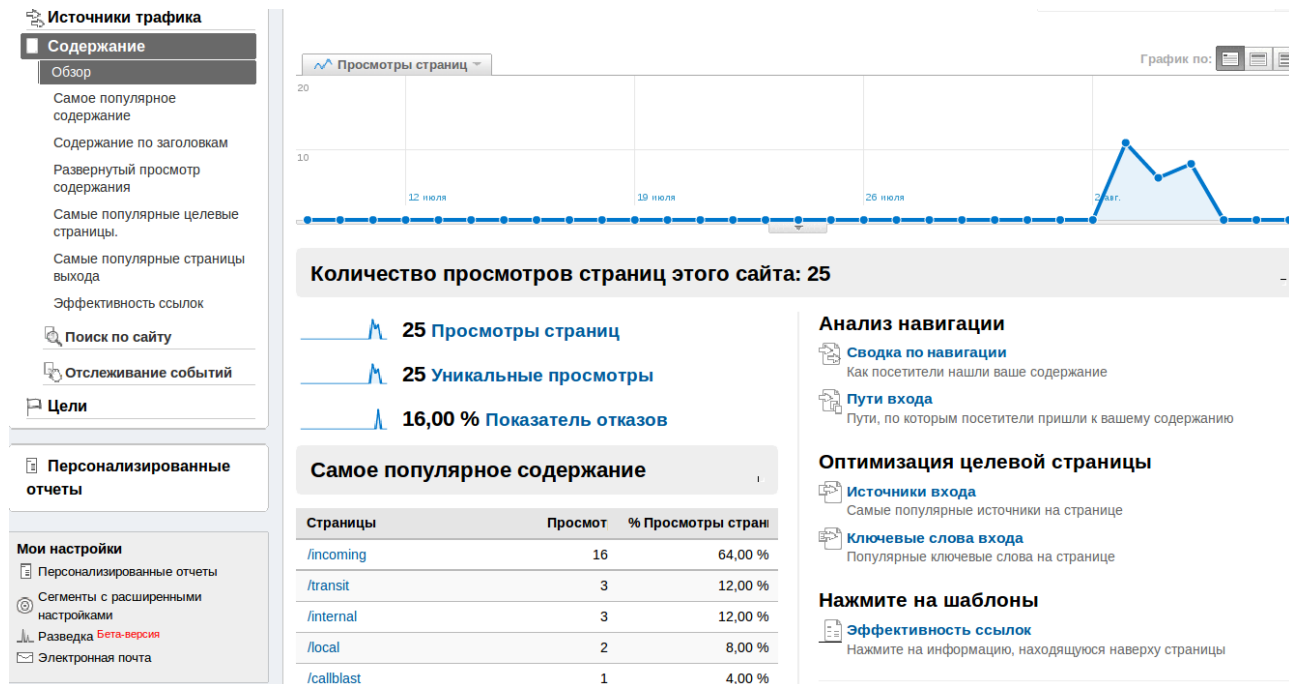 Источники трафика
Содержание
Обзор
Самое популярное
содержание
Содержание по заголовкам
Развернутый просмотр
содержания
Самые популярные целевые
страницы.
Самые популярные страницы
выхода
Эффективность ссылок
Поиск по сайту
Отслеживание событий
Цели
Персонализированные
отчеты
Мои настройки
Персонализированные отчеты
Сегменты с расширенными
настройками
Разведка Бета-версия
Электронная почта
Просмотры страниц
График по:
20
10
12 июля
19 июля
26 июля
2 авг.
Количество просмотров страниц этого сайта: 25
25 Просмотры страниц
25 Уникальные просмотры
16,00 % Показатель отказов
Самое популярное содержание
Страницы Просмот % Просмотры стран
/incoming 16 64,00 %
/transit 3 12,00 %
/internal 3 12,00 %
/local 2 8,00 %
/callblast 1 4,00 %
Анализ навигации
Сводка по навигации
Как посетители нашли ваше содержание
Пути входа
Пути, по которым посетители пришли к вашему содержанию
Оптимизация целевой страницы
Источники входа
Самые популярные источники на странице
Ключевые слова входа
Популярные ключевые слова на странице
Нажмите на шаблоны
Эффективность ссылок
Нажмите на информацию, находящуюся наверху страницы